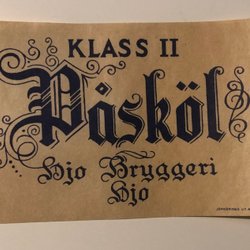 KLASS II
Påsköl
Hjo Bryggeri
Hjo